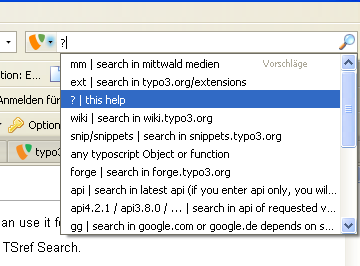 ?
mm | search in mittwald medien Vorschläge
tion: E
ext | search in typo3.org/extensions
Anmelden für
? | this help
wiki | search in wiki.typo3.org
Option
snip/snippets | search in snippets.typo3.org
typo3
any typoscript Object or function
forge | search in forge.typo3.org
api | search in latest api (if you enter api only, you wil...
api4.2.1 / api3.8.0 / ... | search in api of requested v...
an use it fo
gg | search in google.com or google.de depends on s...
TSref Search.